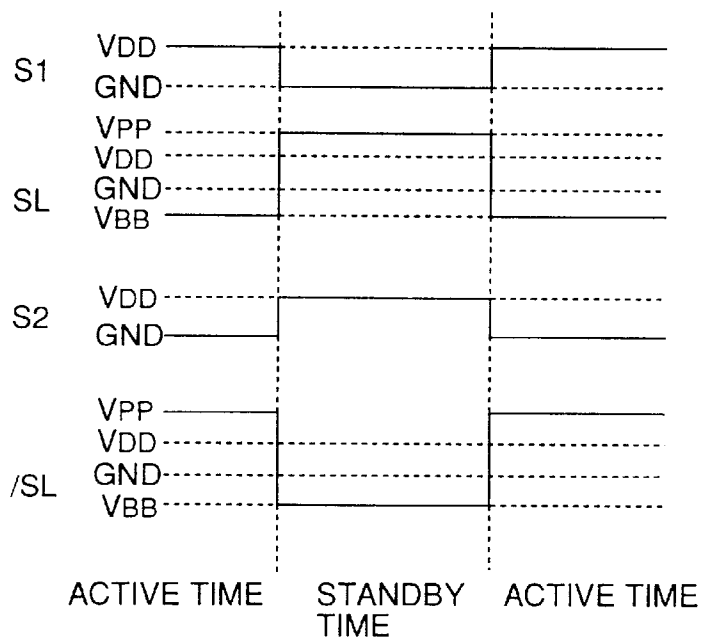 VDD
S1
GND
VPP
VDD
GND
SL
VBB
VDD
S2
GND
VPP
VDD
GND
/SL
VBB
ACTIVE TIME STANDBY TIME ACTIVE TIME